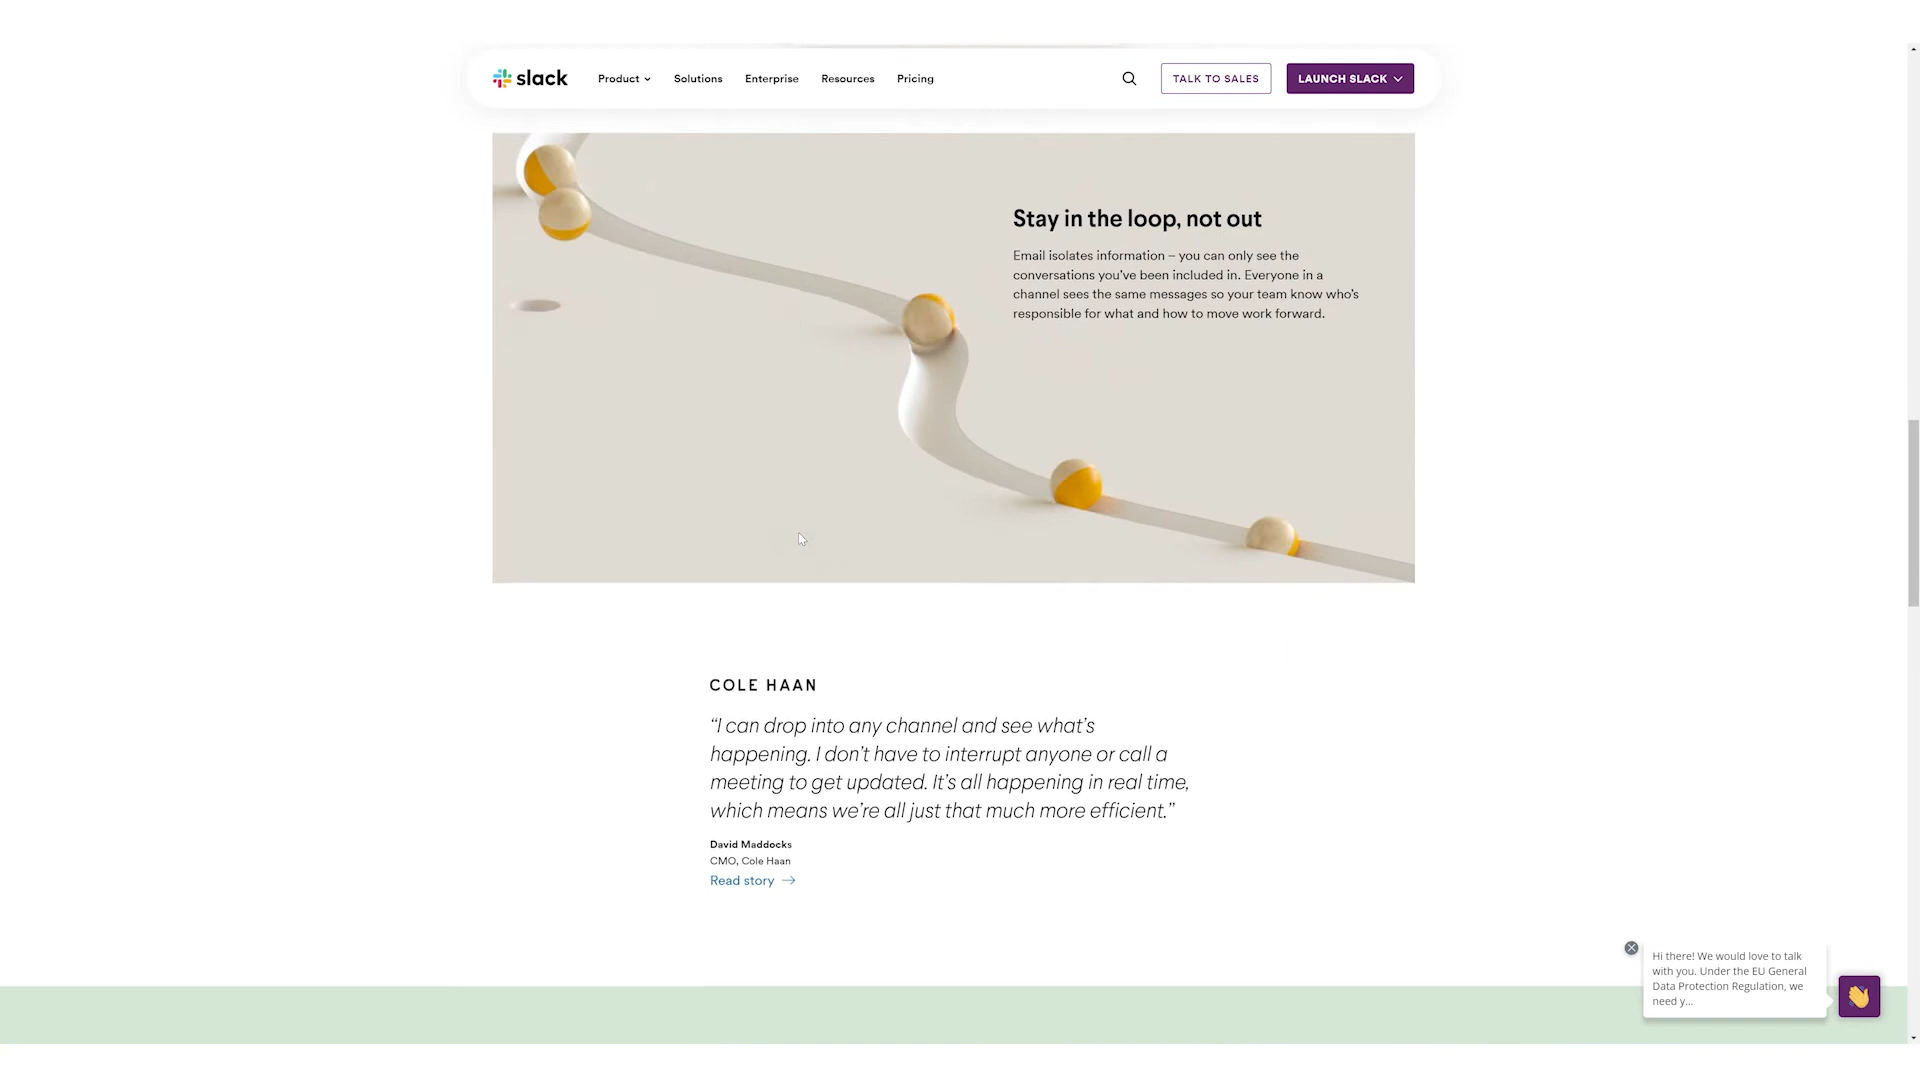 slack
Product
Solutions
Enterprise
Resources
Pricing
TALK TO SALES
LAUNCH SLACK
Stay in the loop, not out
Email isolates information – you can only see the
conversations you’ve been included in. Everyone in a
channel sees the same messages so your team know who’s
responsible for what and how to move work forward.
COLE HAAN
“I can drop into any channel and see what’s
happening. I don’t have to interrupt anyone or call a
meeting to get updated. It’s all happening in real time,
which means we’re all just that much more efficient.”
David Maddocks
CMO, Cole Haan
Read story
Hi there! We would love to talk
with you. Under the EU General
Data Protection Regulation, we
need y...